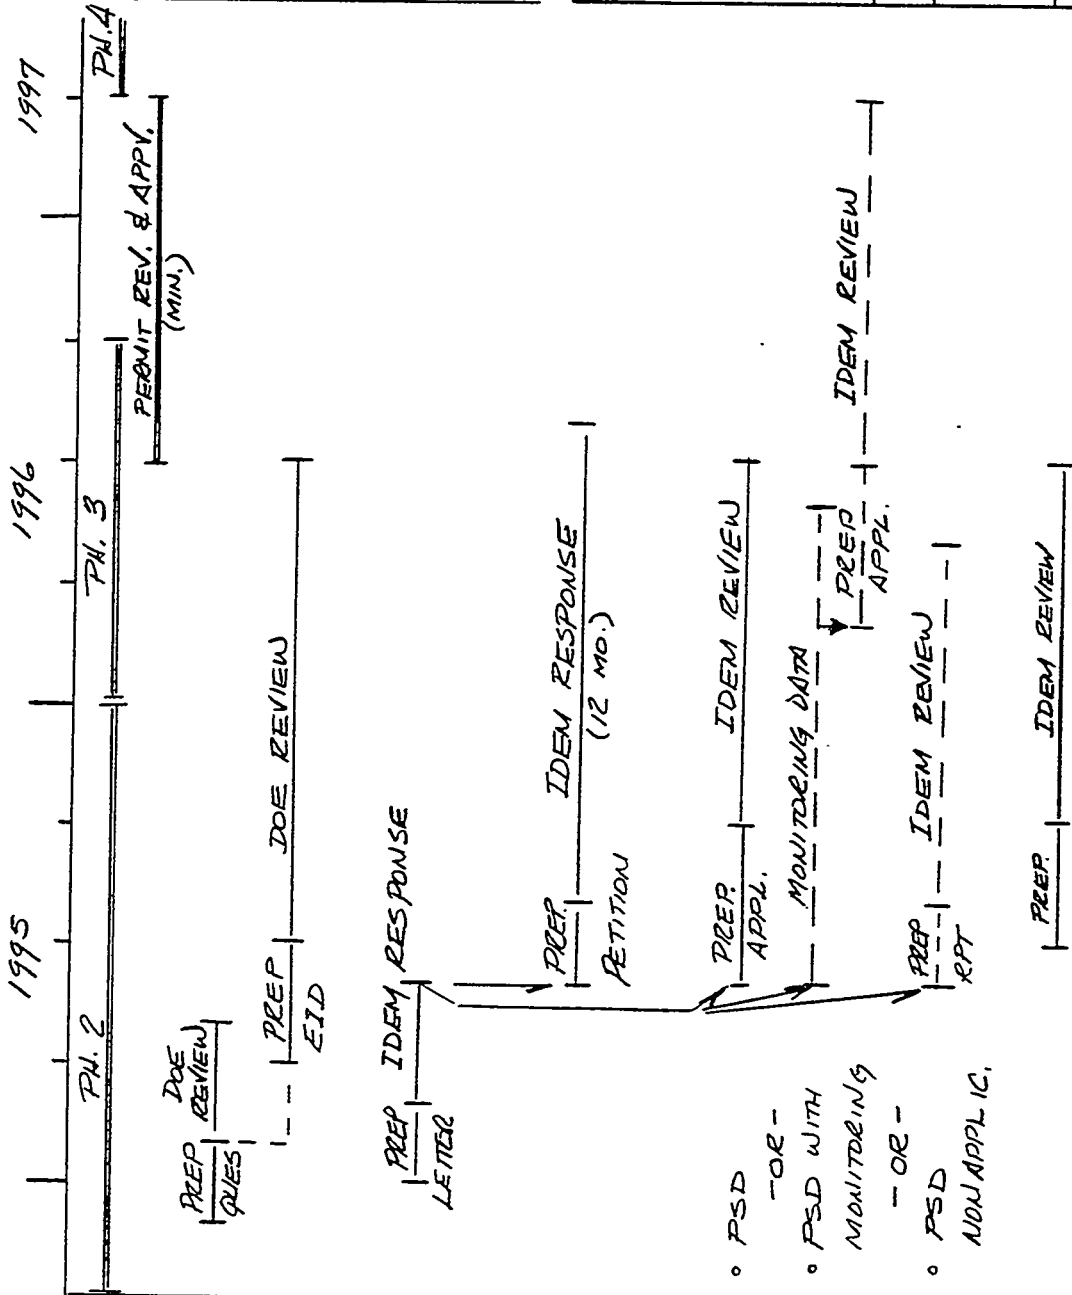 1995
1996
1997
PH. 2
PH. 3
PH.4
PERMIT REV. & APPV.
(MIN.)
PREP
QUES
DOE
REVIEW
PREP
EID
DOE REVIEW
PREP
LETTER
IDEM RESPONSE
PREP.
PETITION
IDEM RESPONSE
(12 MO.)
• PSD
PREP.
APPL.
IDEM REVIEW
- OR -
• PSD WITH
MONITORING
MONITORING DATA
PREP
APPL.
IDEM REVIEW
- OR -
• PSD
NONAPPLIC.
PREP
RPT
IDEM REVIEW
PREP.
IDEM REVIEW